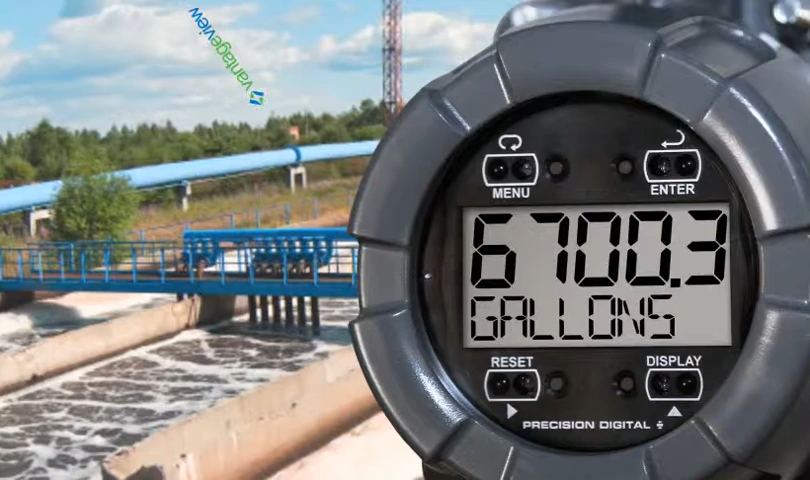 vantageview
MENU
ENTER
6700.3
GALLONS
RESET
DISPLAY
PRECISION DIGITAL